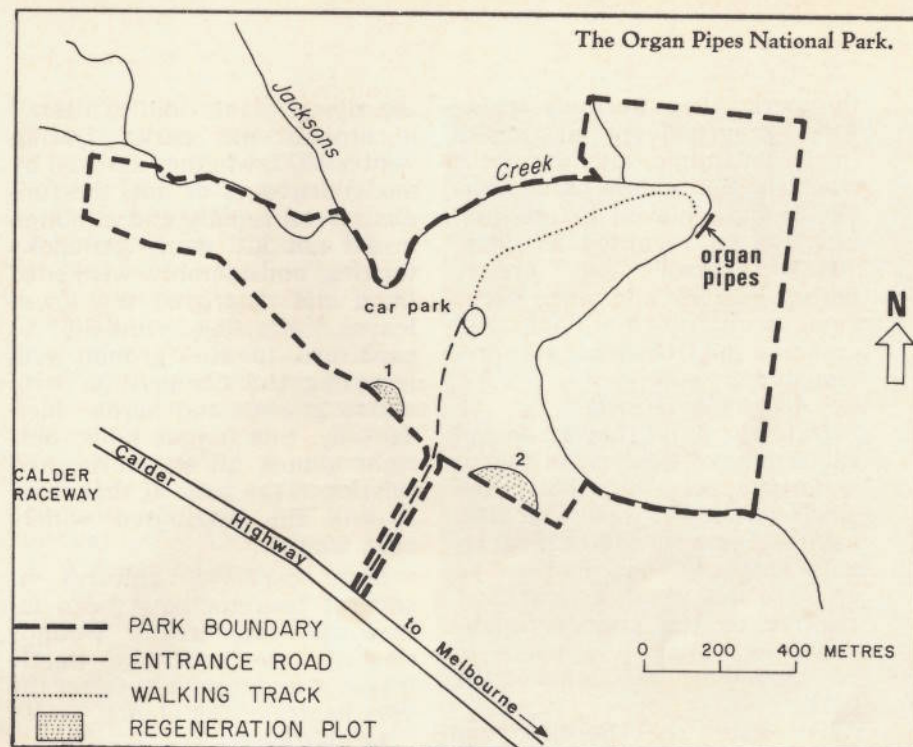 The Organ Pipes National Park.
Jacksons
Creek
organ
pipes
car park
N
1
2
CALDER
RACEWAY
Calder
Highway
to
Melbourne
PARK BOUNDARY
ENTRANCE ROAD
WALKING TRACK
REGENERATION PLOT
0 200 400 METRES